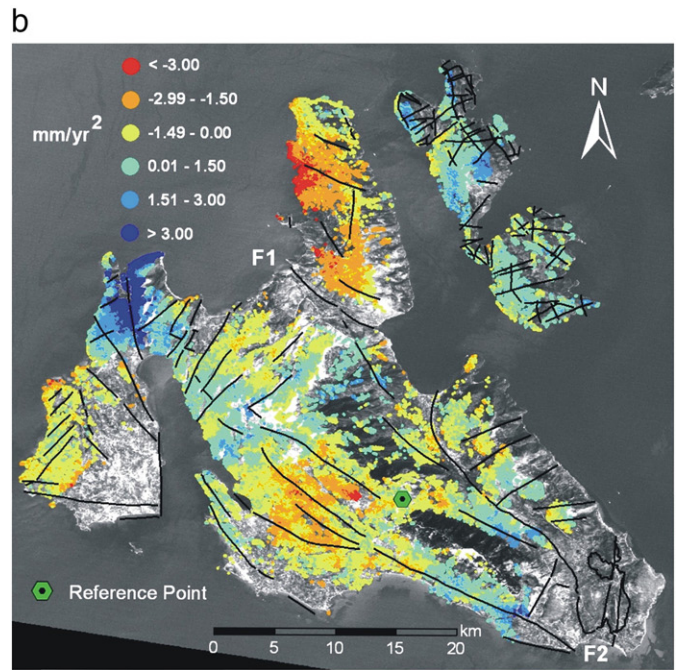 b
< -3.00
-2.99 - -1.50
-1.49 - 0.00
0.01 - 1.50
1.51 - 3.00
> 3.00
mm/yr2
N
F1
Reference Point
km
0 5 10 15 20
F2